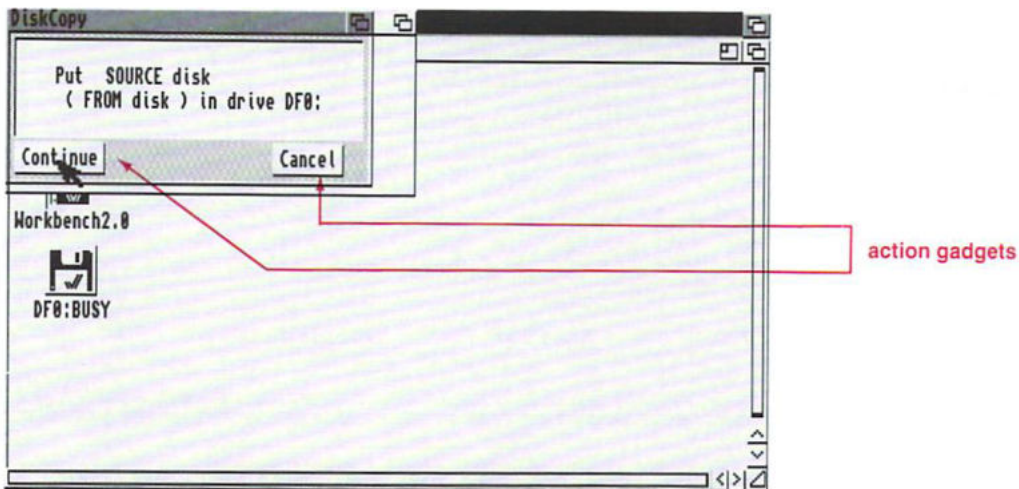 DiskCopy
Put SOURCE disk
( FROM disk ) in drive DF0:
Continue
Cancel
Workbench2.0
DF0:BUSY
action gadgets